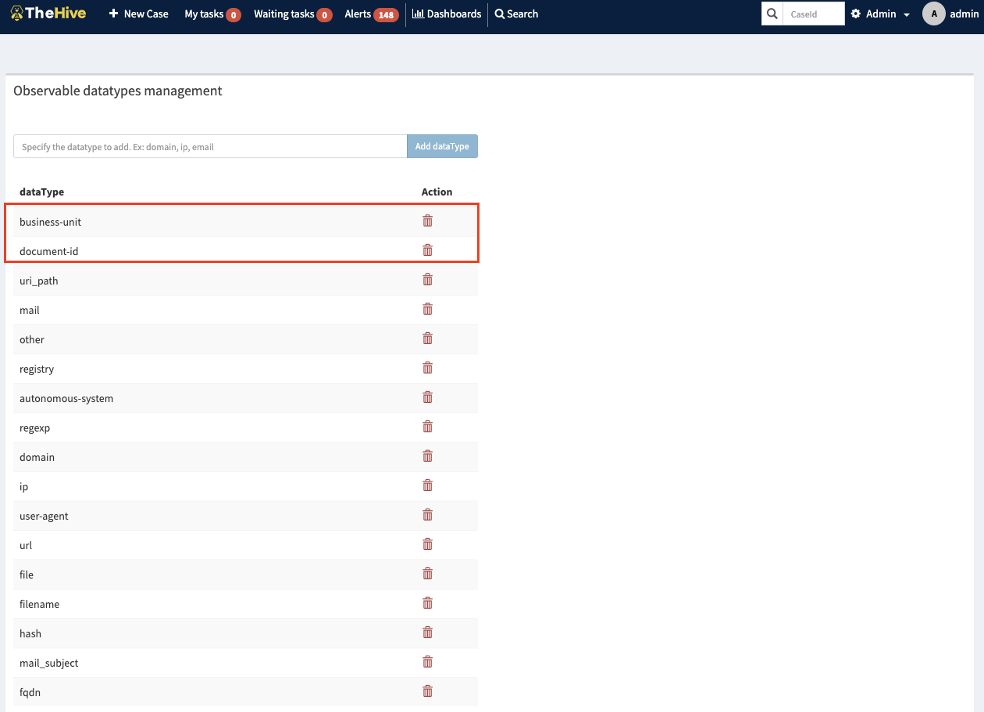 TheHive New Case My tasks 0 Waiting tasks 0 Alerts 148 Dashboards Search CaseId Admin A admin
Observable datatypes management
Specify the datatype to add. Ex: domain, ip, email Add dataType
dataType Action
business-unit
document-id
uri_path
mail
other
registry
autonomous-system
regexp
domain
ip
user-agent
url
file
filename
hash
mail_subject
fqdn